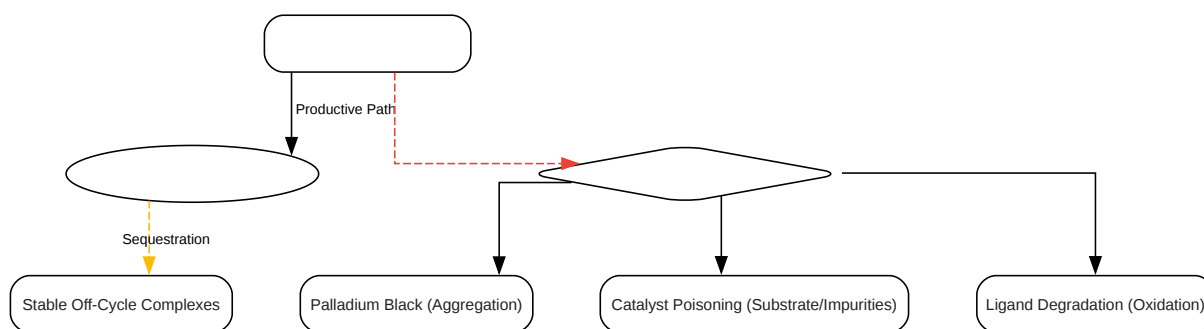 Productive Path
Sequestration
Stable Off-Cycle Complexes
Palladium Black (Aggregation)
Catalyst Poisoning (Substrate/Impurities)
Ligand Degradation (Oxidation)